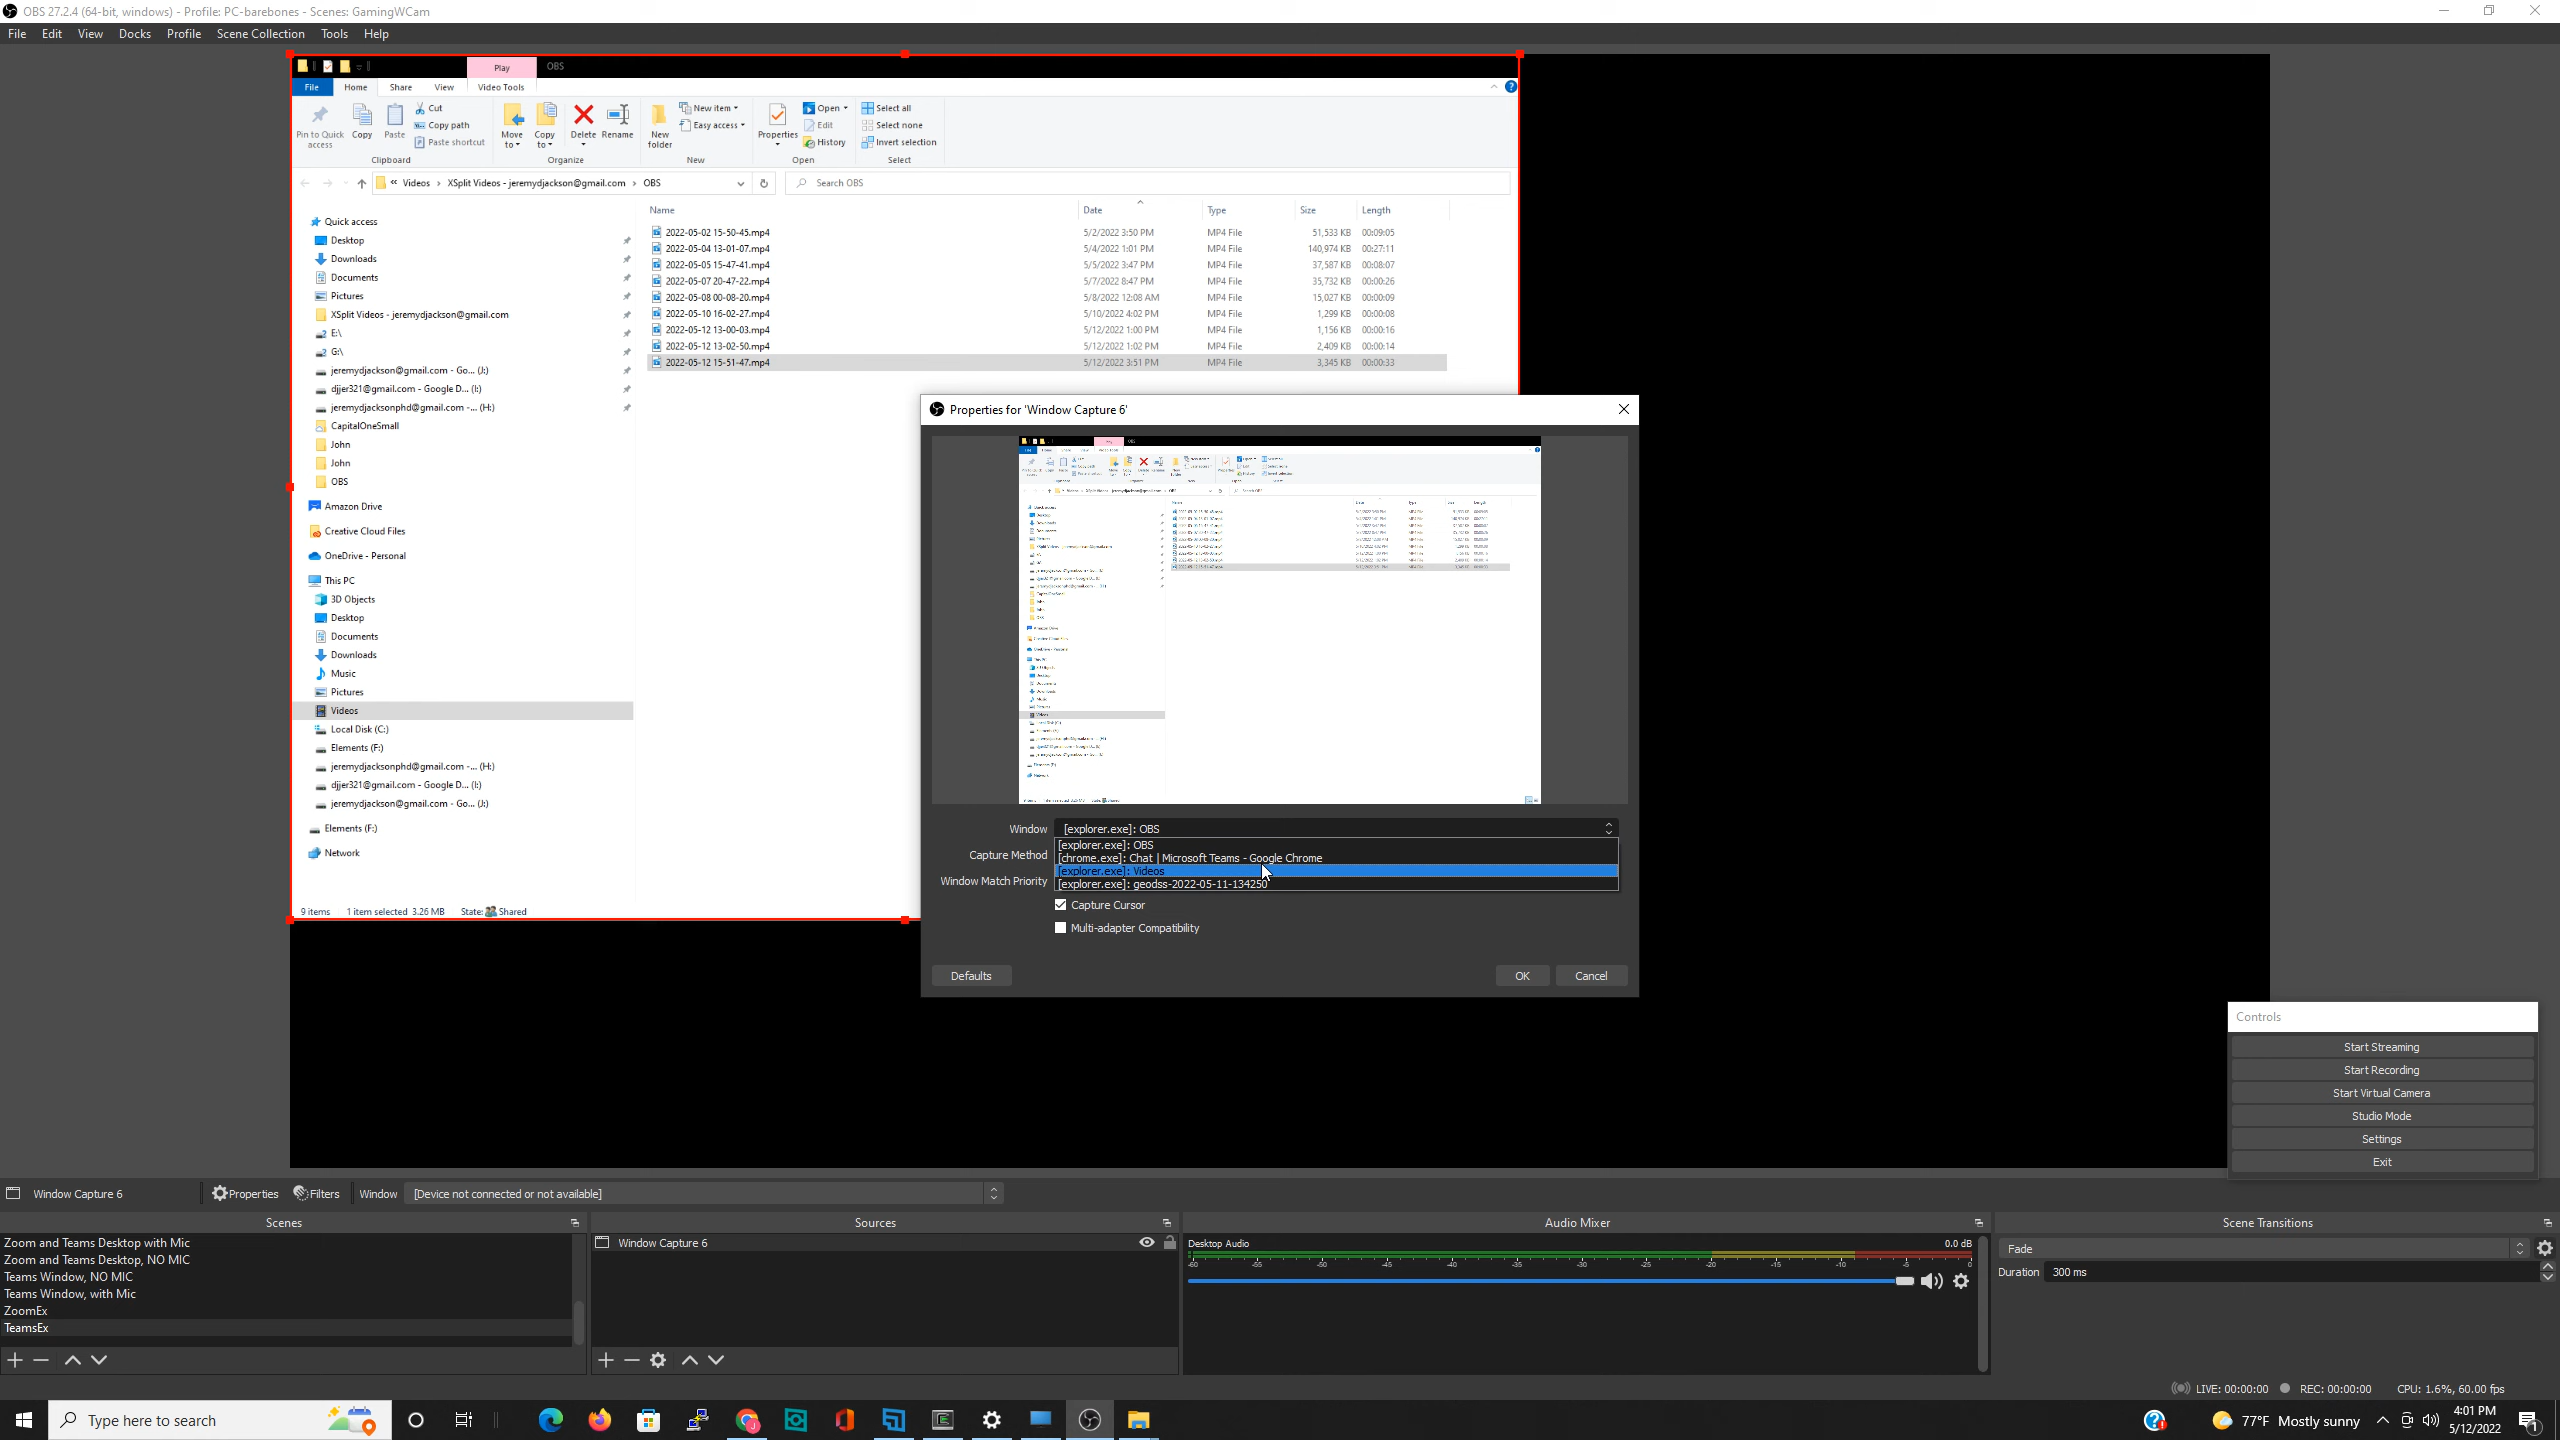 OBS 27.2.4 (64-bit, windows) - Profile: PC-barebones - Scenes: GamingWCam
File Edit View Docks Profile Scene Collection Tools Help
Play OBS
File Home Share View Video Tools
Pin to Quick access
Copy
Paste
Cut
Copy path
Paste shortcut
Clipboard
Move to
Copy to
Delete
Rename
Organize
New folder
New item
Easy access
New
Properties
Open
Edit
History
Open
Select all
Select none
Invert selection
Select
« Videos › XSplit Videos - jeremydjackson@gmail.com › OBS
Search OBS
Name Date Type Size Length
2022-05-02 15-50-45.mp4 5/2/2022 3:50 PM MP4 File 51,533 KB 00:09:05
2022-05-04 13-01-07.mp4 5/4/2022 1:01 PM MP4 File 140,974 KB 00:27:11
2022-05-05 15-47-41.mp4 5/5/2022 3:47 PM MP4 File 37,587 KB 00:08:07
2022-05-07 20-47-22.mp4 5/7/2022 8:47 PM MP4 File 35,732 KB 00:00:26
2022-05-08 00-08-20.mp4 5/8/2022 12:08 AM MP4 File 15,027 KB 00:00:09
2022-05-10 16-02-27.mp4 5/10/2022 4:02 PM MP4 File 1,299 KB 00:00:08
2022-05-12 13-00-03.mp4 5/12/2022 1:00 PM MP4 File 1,156 KB 00:00:16
2022-05-12 13-02-50.mp4 5/12/2022 1:02 PM MP4 File 2,409 KB 00:00:14
2022-05-12 15-51-47.mp4 5/12/2022 3:51 PM MP4 File 3,345 KB 00:00:33
Quick access
Desktop
Downloads
Documents
Pictures
XSplit Videos - jeremydjackson@gmail.com
E:\
G:\
jeremydjackson@gmail.com - Go... (J:)
djjer321@gmail.com - Google D... (I:)
jeremydjacksonphd@gmail.com -... (H:)
CapitalOneSmall
John
John
OBS
Amazon Drive
Creative Cloud Files
OneDrive - Personal
This PC
3D Objects
Desktop
Documents
Downloads
Music
Pictures
Videos
Local Disk (C:)
Elements (F:)
jeremydjacksonphd@gmail.com -... (H:)
djjer321@gmail.com - Google D... (I:)
jeremydjackson@gmail.com - Go... (J:)
Elements (F:)
Network
9 items 1 item selected 3.26 MB State: Shared
Properties for 'Window Capture 6'
Window [explorer.exe]: OBS
[explorer.exe]: OBS
Capture Method
[chrome.exe]: Chat | Microsoft Teams - Google Chrome
[explorer.exe]: Videos
Window Match Priority
[explorer.exe]: geodss-2022-05-11-134250
Capture Cursor
Multi-adapter Compatibility
Defaults OK Cancel
Controls
Start Streaming
Start Recording
Start Virtual Camera
Studio Mode
Settings
Exit
Window Capture 6 Properties Filters Window [Device not connected or not available]
Scenes
Zoom and Teams Desktop with Mic
Zoom and Teams Desktop, NO MIC
Teams Window, NO MIC
Teams Window, with Mic
ZoomEx
TeamsEx
Sources
Window Capture 6
Audio Mixer
Desktop Audio 0.0 dB
-60 -55 -50 -45 -40 -35 -30 -25 -20 -15 -10 -5 0
Scene Transitions
Fade
Duration 300 ms
LIVE: 00:00:00 REC: 00:00:00 CPU: 1.6%, 60.00 fps
Type here to search
77°F Mostly sunny
4:01 PM
5/12/2022
1